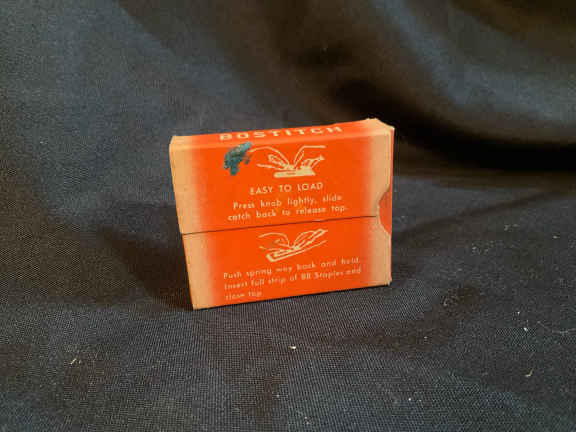 BOSTITCH
EASY TO LOAD
Press knob lightly, slide
catch back to release top.
Push spring way back and hold.
Insert full strip of B8 Staples and
close top.